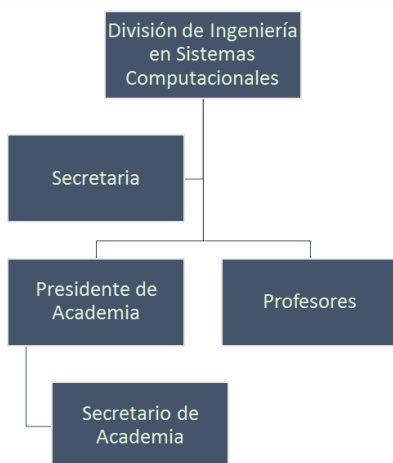 División de Ingeniería
en Sistemas
Computacionales
Secretaria
Presidente de
Academia
Profesores
Secretario de
Academia